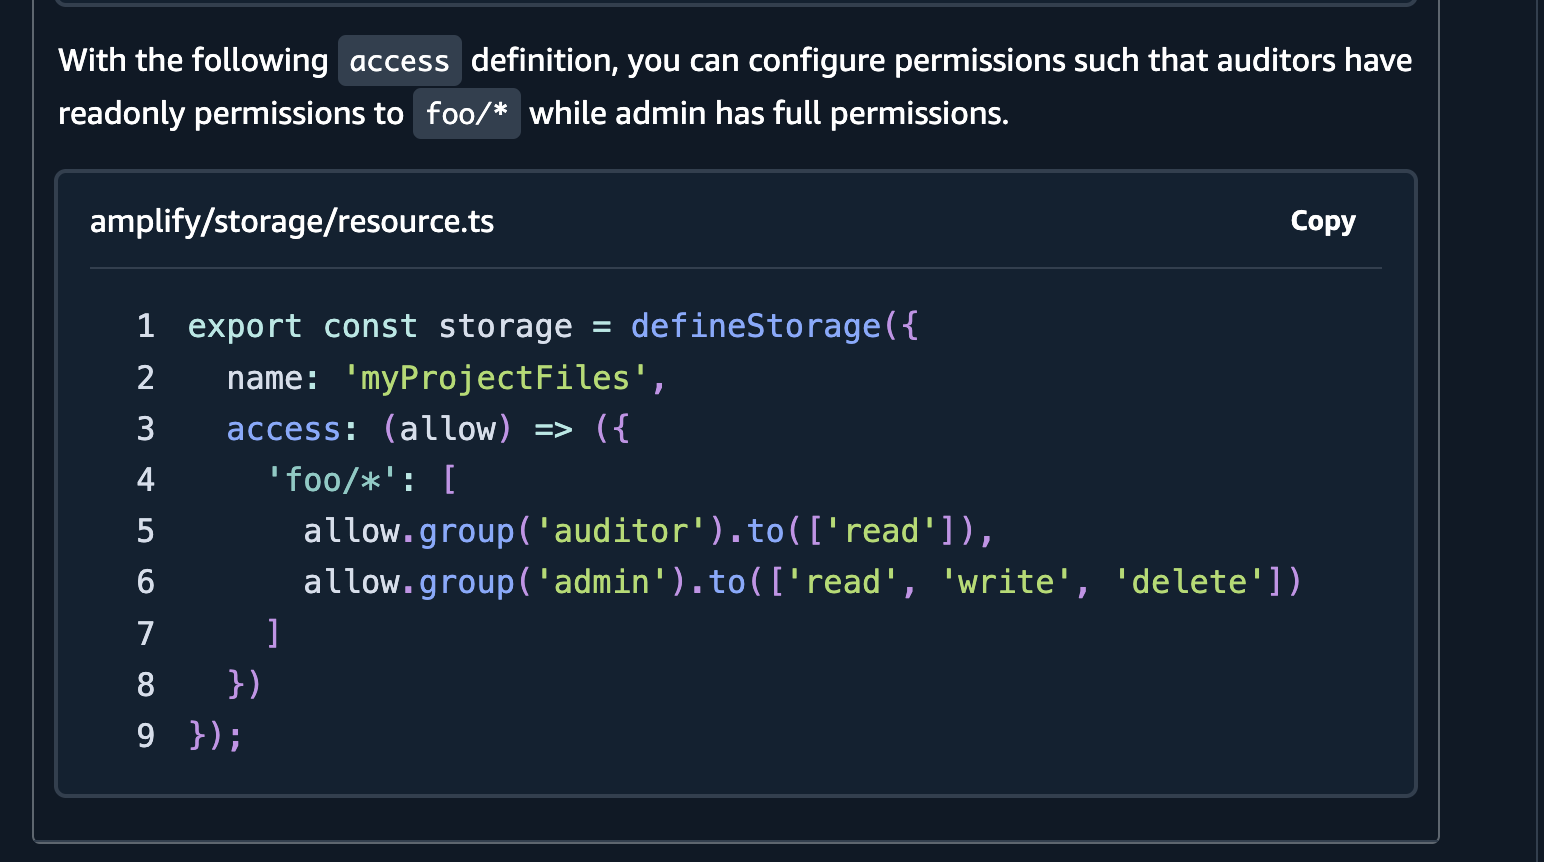 With the following access definition, you can configure permissions such that auditors have
readonly permissions to foo/* while admin has full permissions.
amplify/storage/resource.ts
Copy
1 export const storage = defineStorage({
2   name: 'myProjectFiles',
3   access: (allow) => ({
4     'foo/*': [
5       allow.group('auditor').to(['read']),
6       allow.group('admin').to(['read', 'write', 'delete'])
7     ]
8   })
9 });